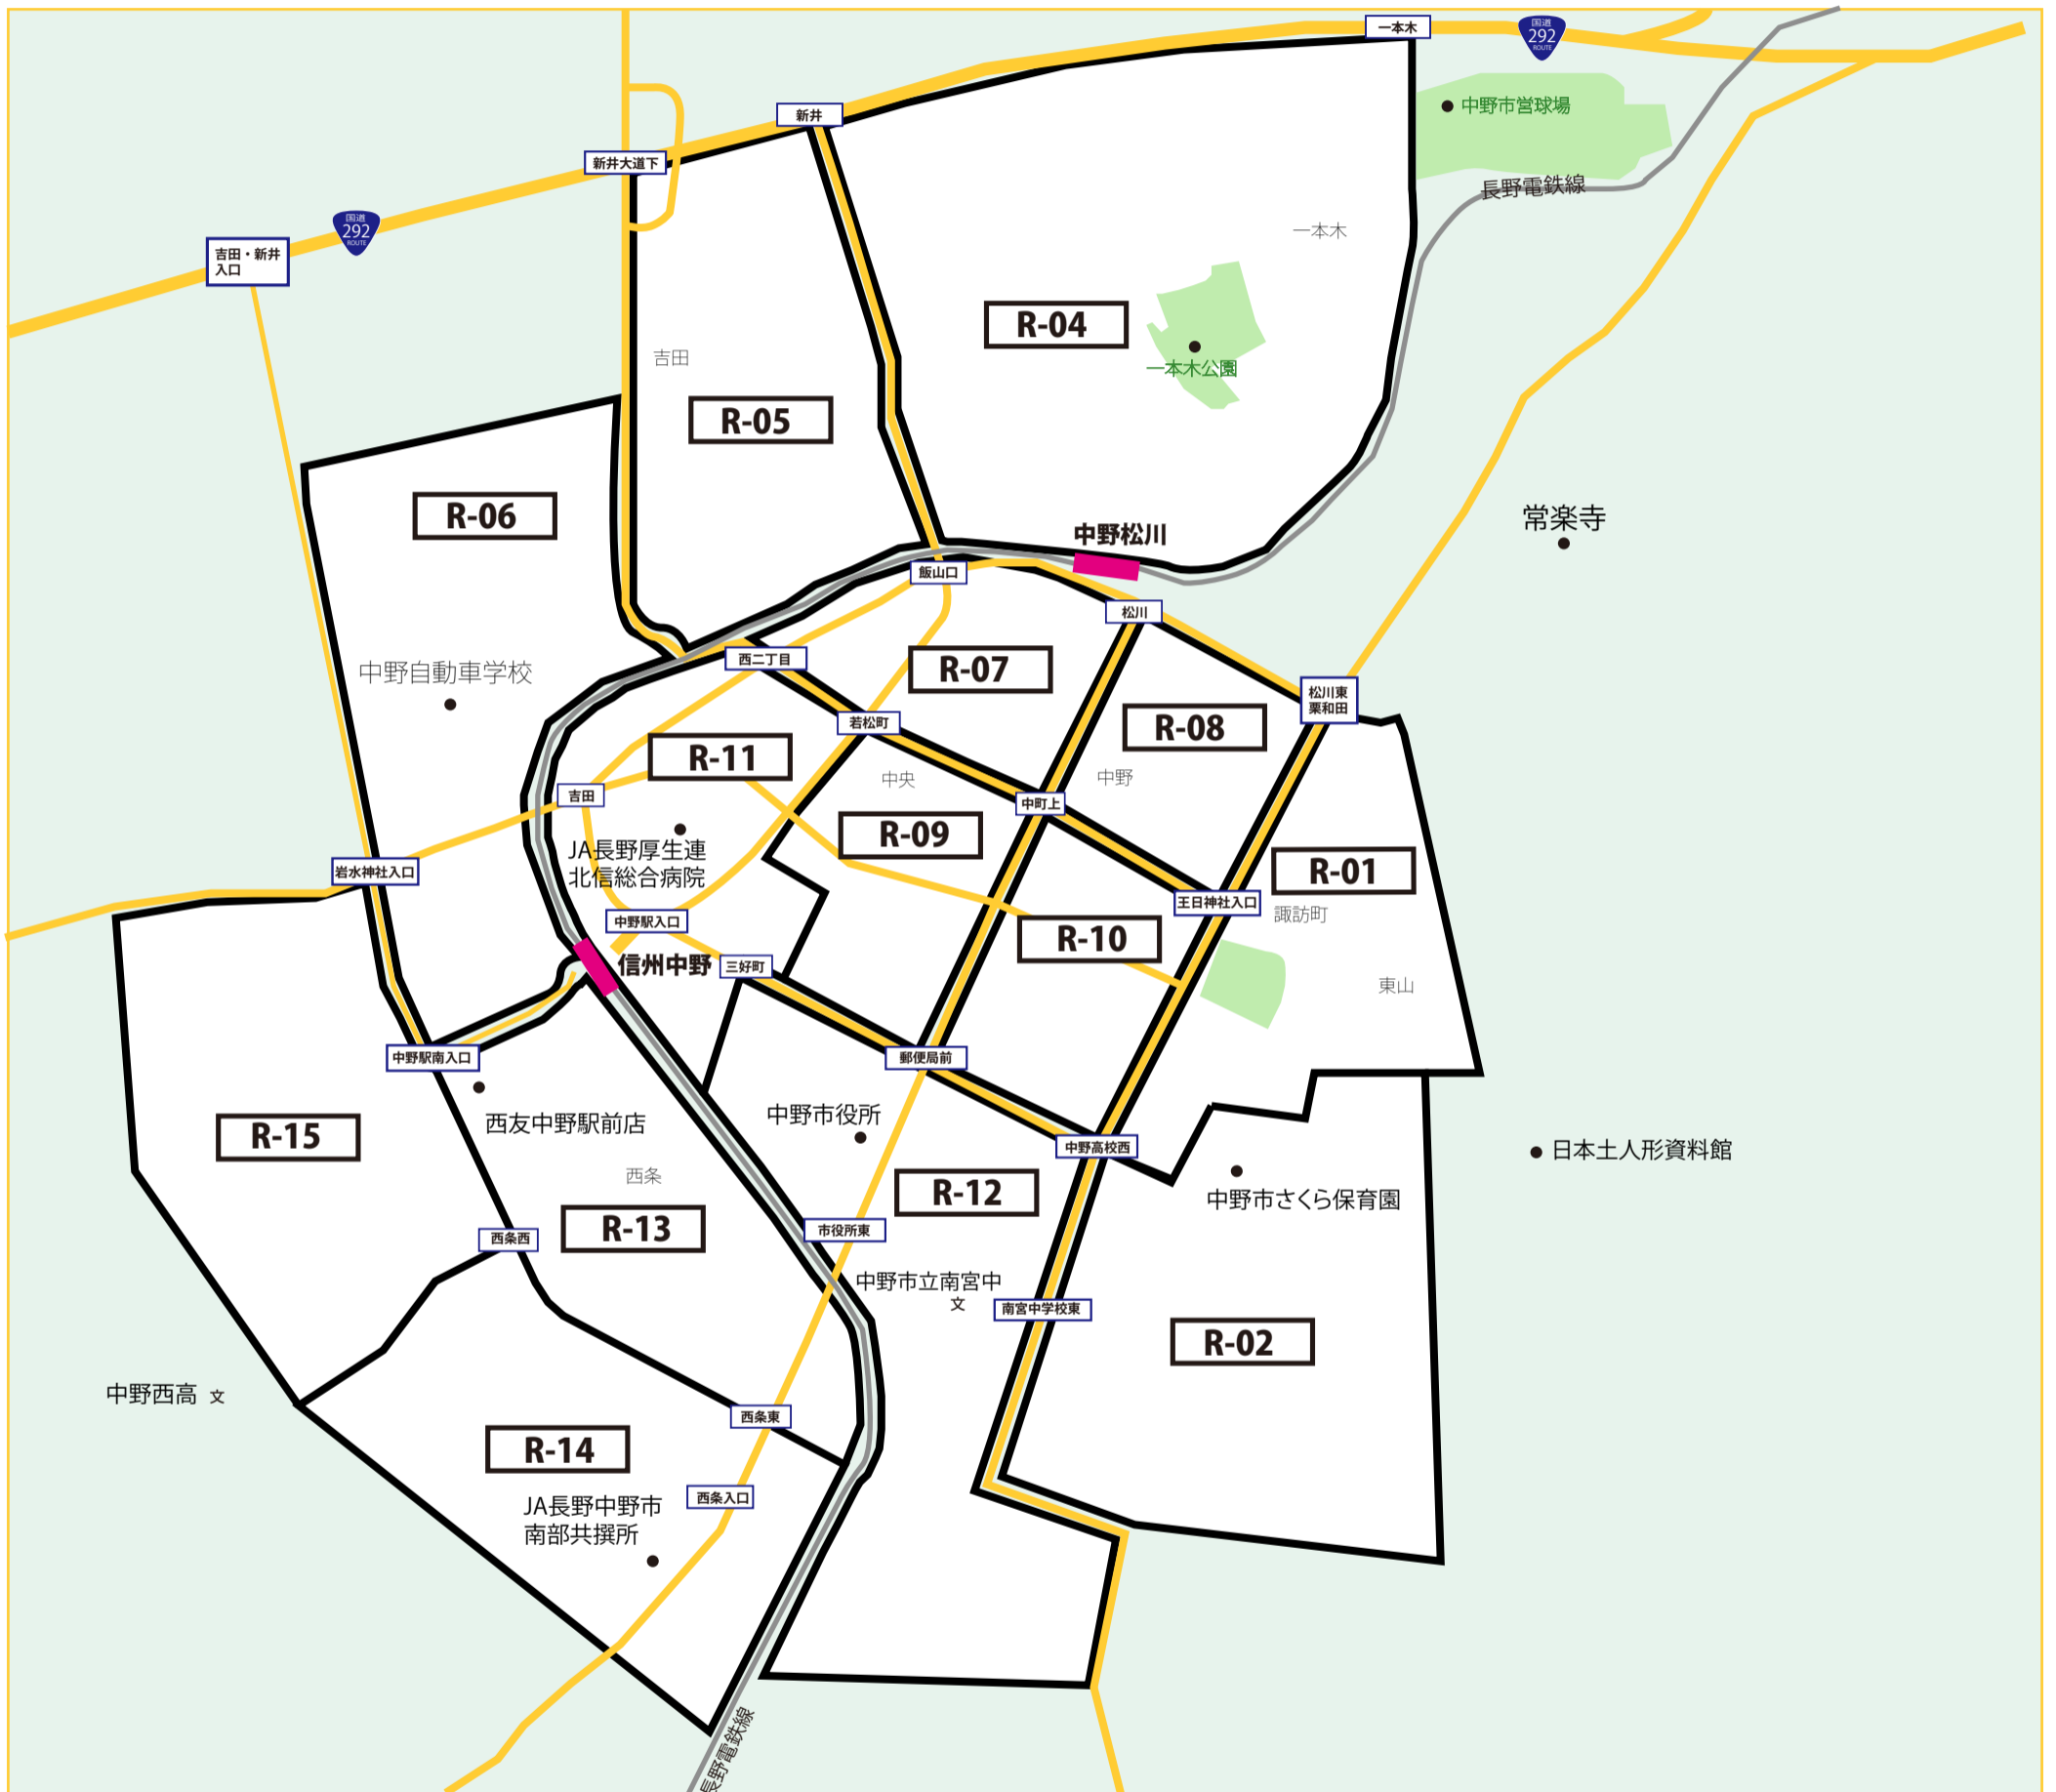 一本木
国道
292
ROUTE
新井
中野市営球場
新井大道下
長野電鉄線
国道
292
ROUTE
吉田・新井
入口
一本木
R-04
吉田
一本木公園
R-05
R-06
常楽寺
中野松川
飯山口
松川
西二丁目
R-07
中野自動車学校
松川東
栗和田
若松町
R-08
R-11
中央
中野
吉田
中町上
R-09
JA長野厚生連
北信総合病院
岩水神社入口
R-01
王日神社入口
諏訪町
中野駅入口
R-10
信州中野
三好町
東山
中野駅南入口
郵便局前
西友中野駅前店
中野市役所
R-15
中野高校西
日本土人形資料館
西条
R-12
中野市さくら保育園
R-13
市役所東
西条西
中野市立南宮中
文
南宮中学校東
R-02
中野西高
文
西条東
R-14
西条入口
JA長野中野市
南部共撰所
長野電鉄線